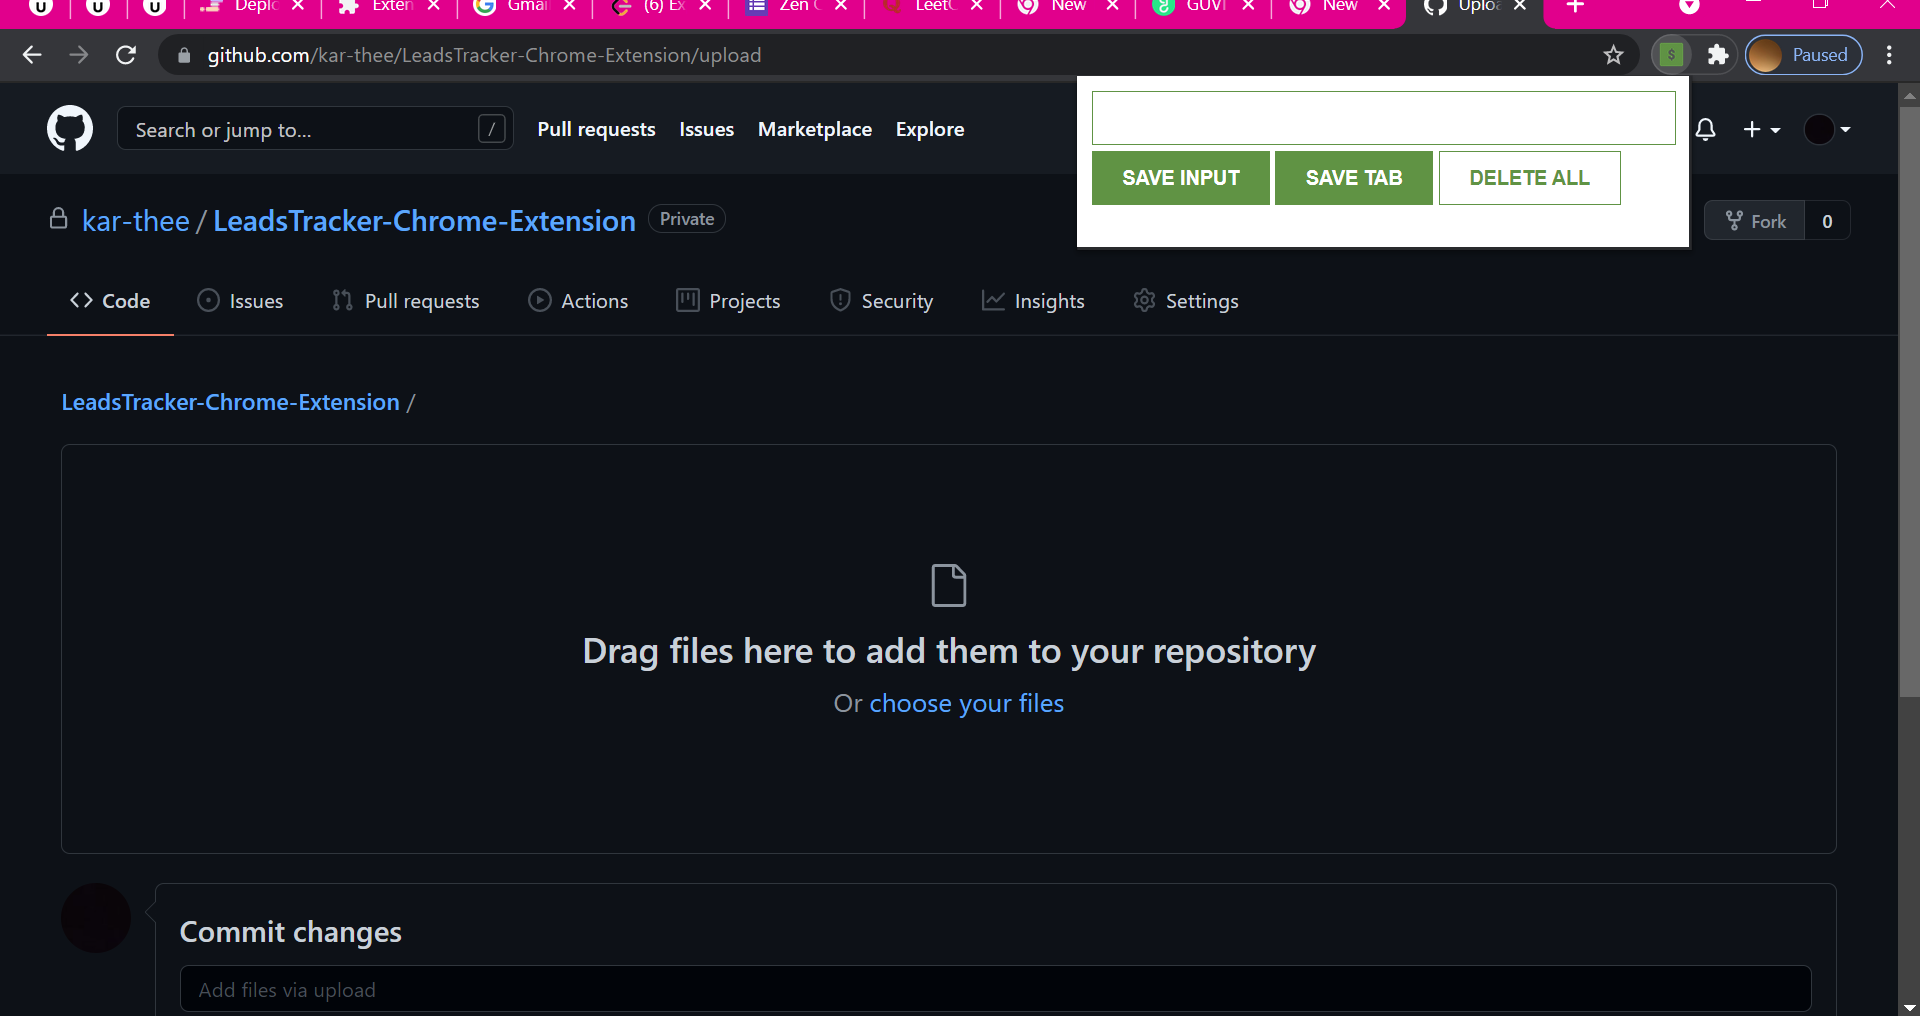 Exten Gmai (6) Ex Zen C LeetC New GUVI New Uploa
github.com/kar-thee/LeadsTracker-Chrome-Extension/upload
$
Paused
Search or jump to... /
Pull requests Issues Marketplace Explore
SAVE INPUT SAVE TAB DELETE ALL
kar-thee / LeadsTracker-Chrome-Extension Private
Fork 0
Code Issues Pull requests Actions Projects Security Insights Settings
LeadsTracker-Chrome-Extension /
Drag files here to add them to your repository
Or choose your files
Commit changes
Add files via upload